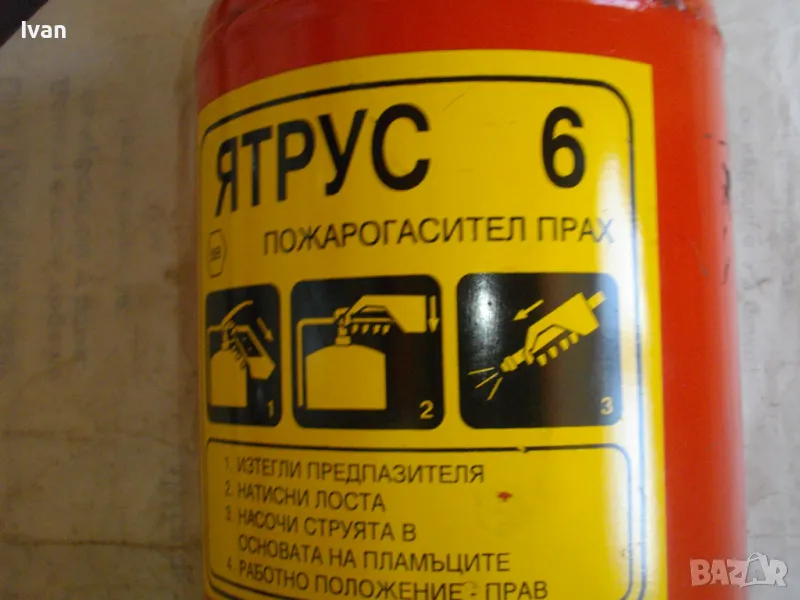 Ivan
ЯТРУС 6
ПОЖАРОГАСИТЕЛ ПРАХ
1 2 3
1. ИЗТЕГЛИ ПРЕДПАЗИТЕЛЯ
2. НАТИСНИ ЛОСТА
3. НАСОЧИ СТРУЯТА В
ОСНОВАТА НА ПЛАМЪЦИТЕ
4. РАБОТНО ПОЛОЖЕНИЕ - ПРАВ
BAZAR